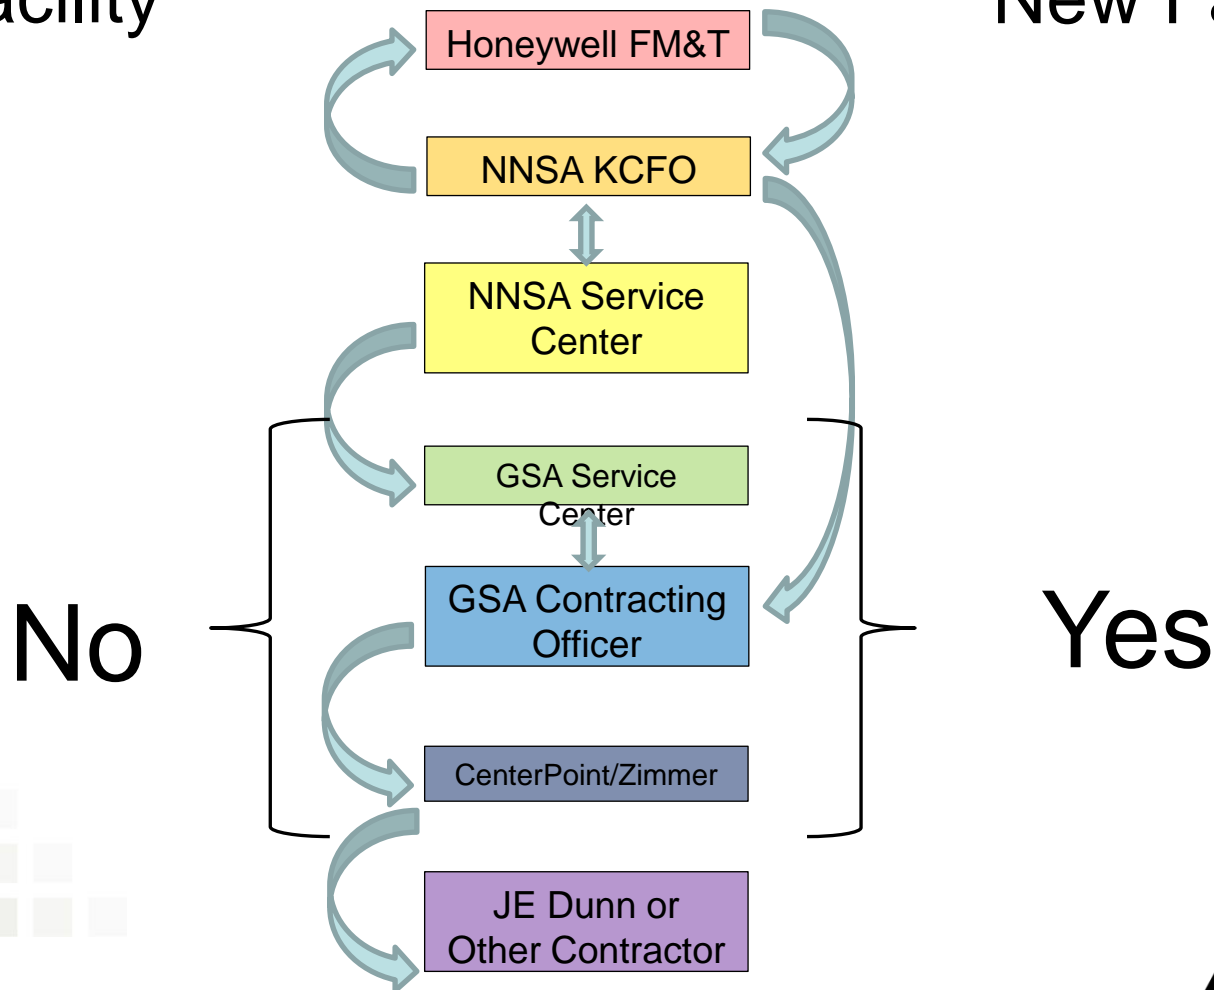 New
Honeywell FM&T
NNSA KCFO
NNSA Service
Center
GSA Service
Center
GSA Contracting
Officer
No
Yes
CenterPoint/Zimmer
JE Dunn or
Other Contractor